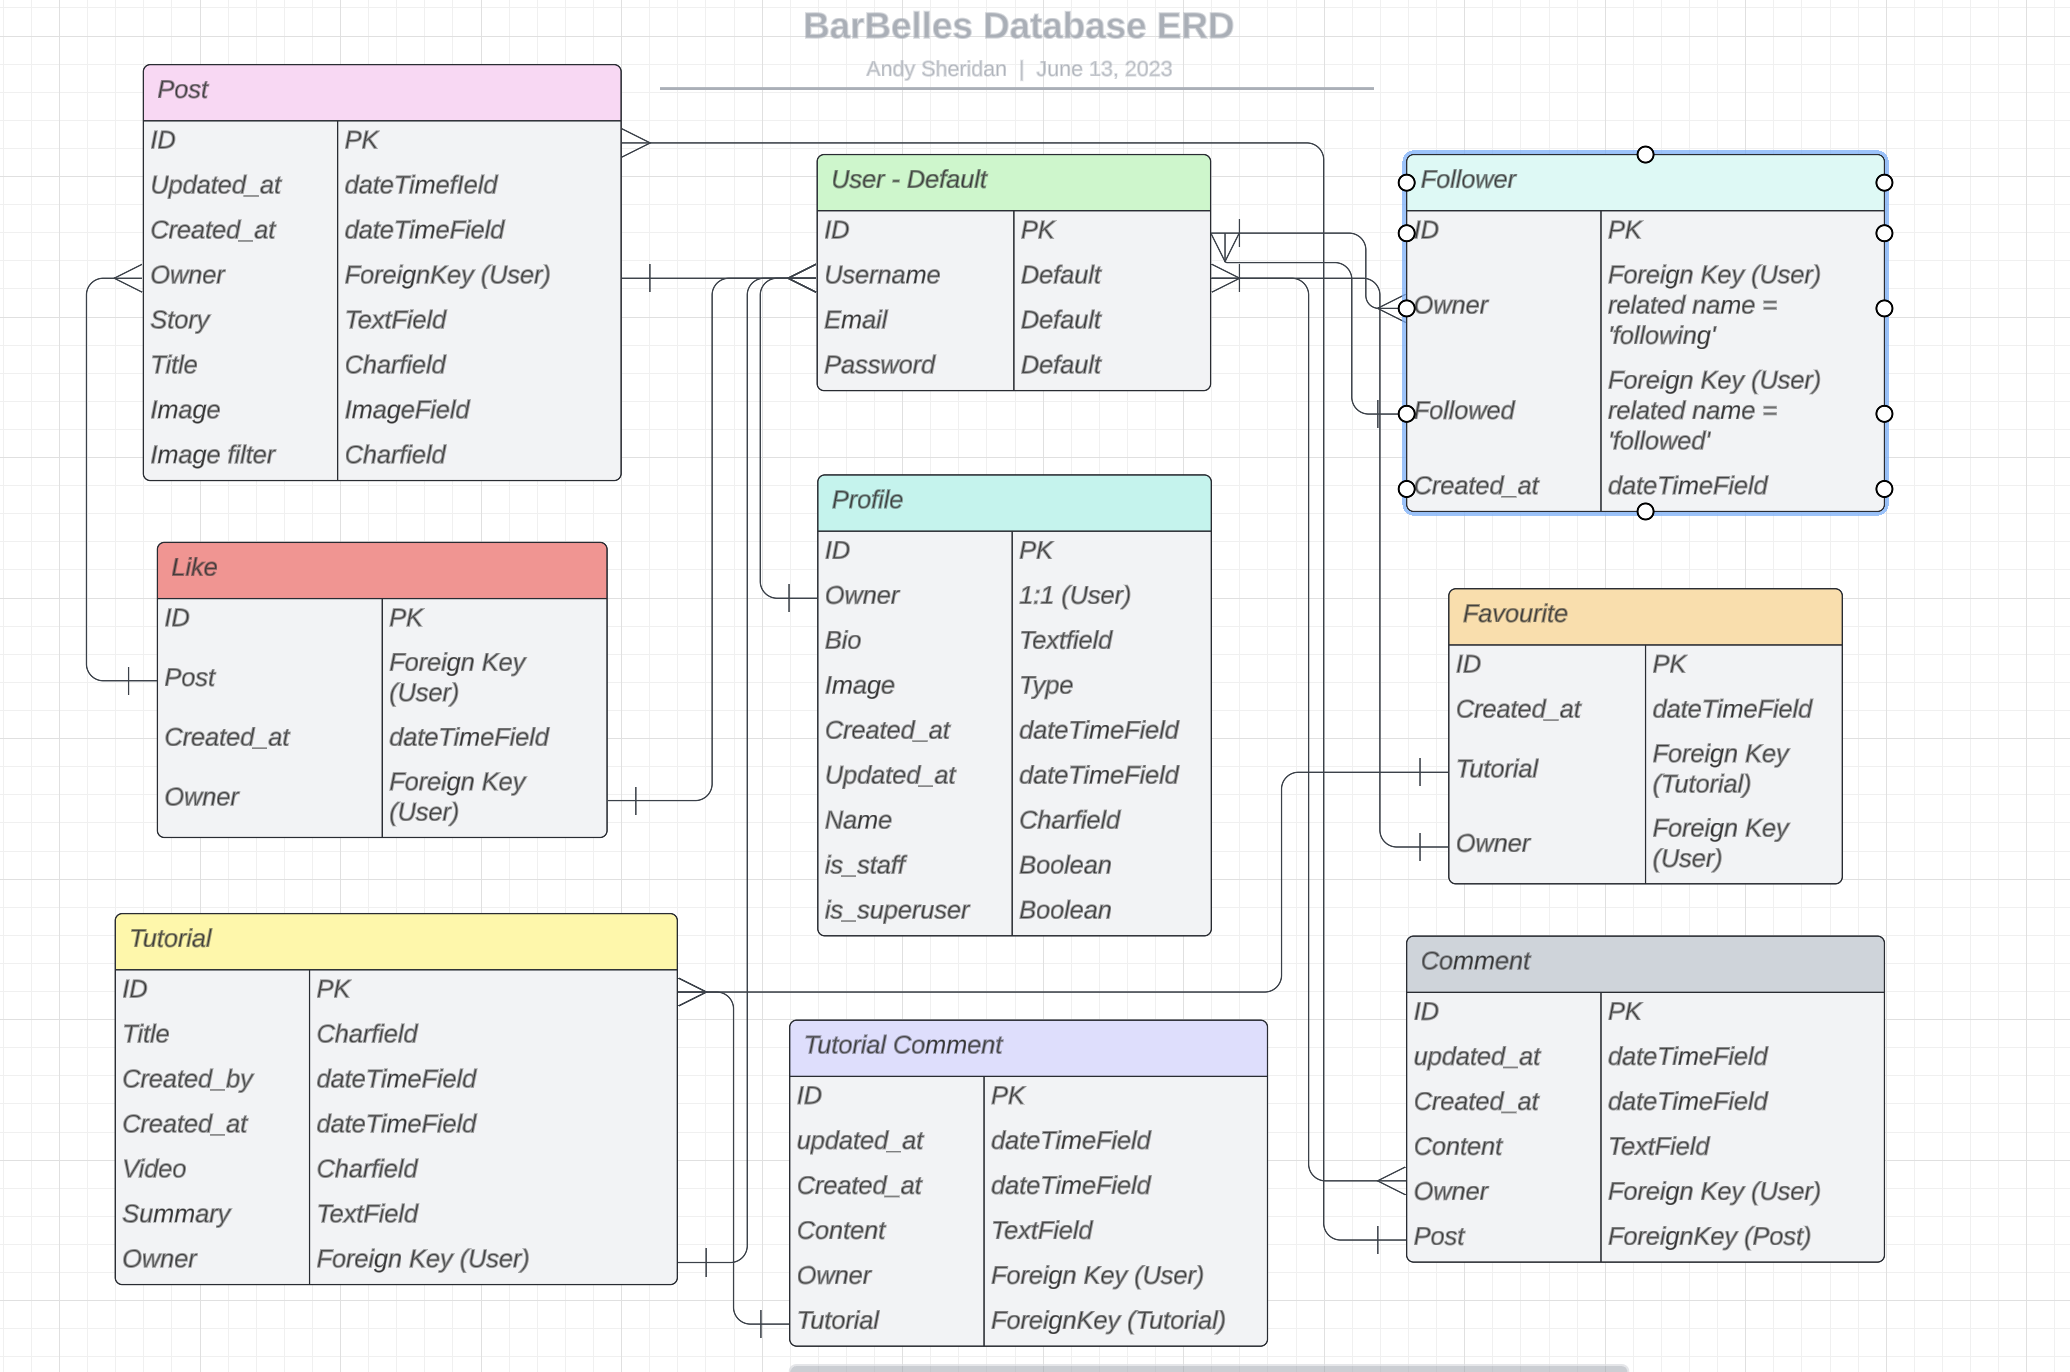 BarBelles Database ERD
Andy Sheridan | June 13, 2023
Post
ID PK
Updated_at dateTimefIeld
Created_at dateTimeField
Owner ForeignKey (User)
Story TextField
Title Charfield
Image ImageField
Image filter Charfield
User - Default
ID PK
Username Default
Email Default
Password Default
Follower
ID PK
Owner Foreign Key (User)
related name =
'following'
Followed Foreign Key (User)
related name =
'followed'
Created_at dateTimeField
Like
ID PK
Post Foreign Key
(User)
Created_at dateTimeField
Owner Foreign Key
(User)
Profile
ID PK
Owner 1:1 (User)
Bio Textfield
Image Type
Created_at dateTimeField
Updated_at dateTimeField
Name Charfield
is_staff Boolean
is_superuser Boolean
Favourite
ID PK
Created_at dateTimeField
Tutorial Foreign Key
(Tutorial)
Owner Foreign Key
(User)
Tutorial
ID PK
Title Charfield
Created_by dateTimeField
Created_at dateTimeField
Video Charfield
Summary TextField
Owner Foreign Key (User)
Tutorial Comment
ID PK
updated_at dateTimeField
Created_at dateTimeField
Content TextField
Owner Foreign Key (User)
Tutorial ForeignKey (Tutorial)
Comment
ID PK
updated_at dateTimeField
Created_at dateTimeField
Content TextField
Owner Foreign Key (User)
Post ForeignKey (Post)